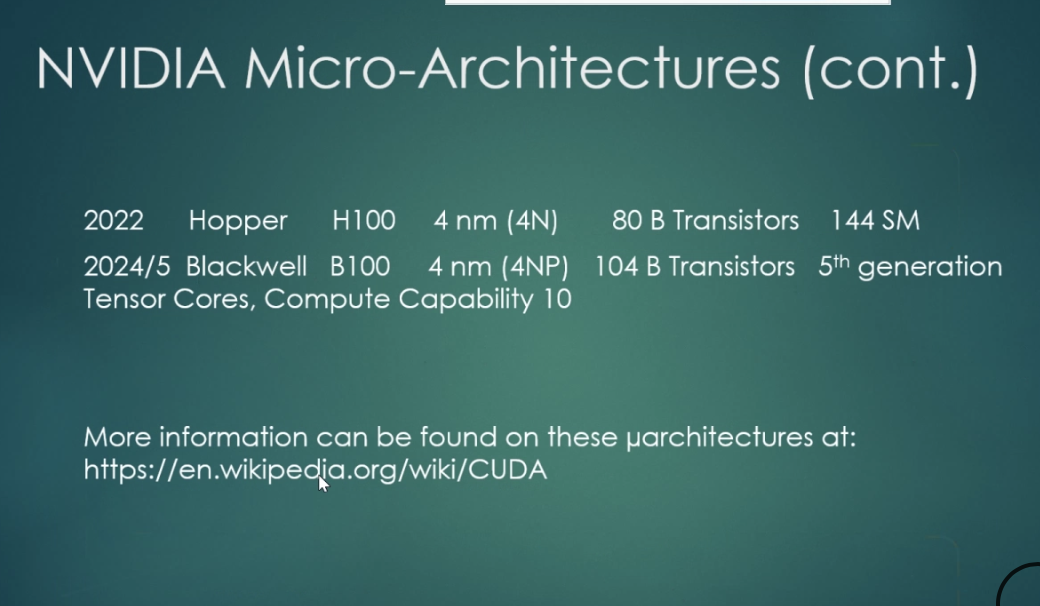 NVIDIA Micro-Architectures (cont.)
2022 Hopper H100 4 nm (4N) 80 B Transistors 144 SM
2024/5 Blackwell B100 4 nm (4NP) 104 B Transistors 5th generation
Tensor Cores, Compute Capability 10
More information can be found on these µarchitectures at:
https://en.wikipedia.org/wiki/CUDA